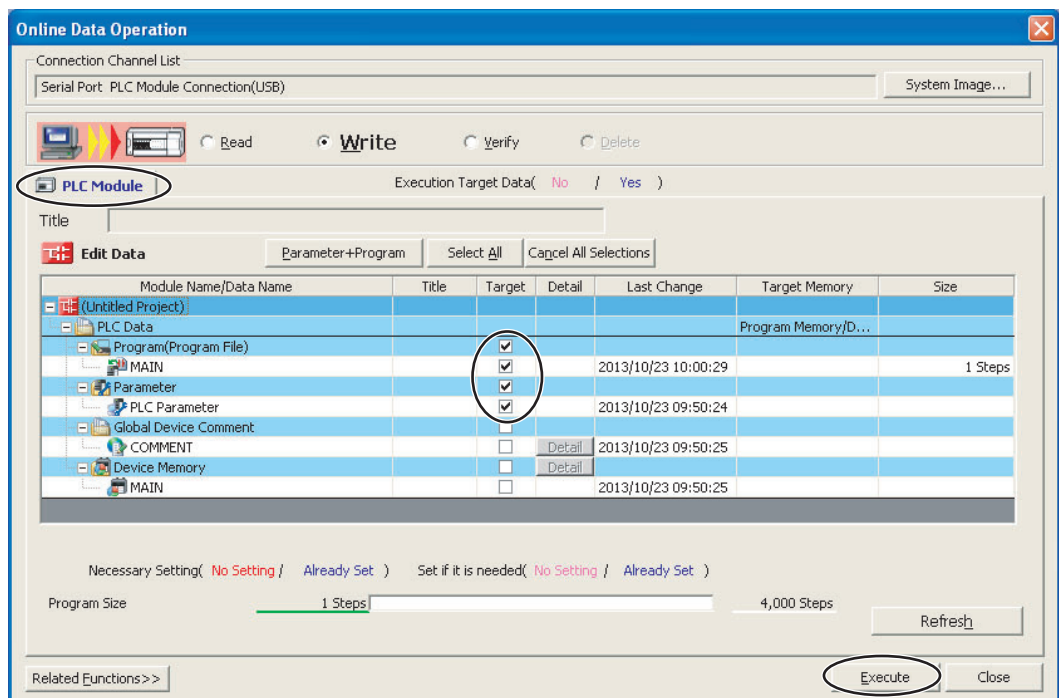 Online Data Operation
Connection Channel List
Serial Port PLC Module Connection(USB)
System Image...
Read Write Verify Delete
PLC Module
Execution Target Data( No / Yes )
Title
Edit Data Parameter+Program Select All Cancel All Selections
Module Name/Data Name Title Target Detail Last Change Target Memory Size
(Untitled Project)
PLC Data Program Memory/D...
Program(Program File)
MAIN 2013/10/23 10:00:29 1 Steps
Parameter
PLC Parameter 2013/10/23 09:50:24
Global Device Comment
COMMENT Detail 2013/10/23 09:50:25
Device Memory Detail
MAIN 2013/10/23 09:50:25
Necessary Setting( No Setting / Already Set ) Set if it is needed( No Setting / Already Set )
Program Size 1 Steps 4,000 Steps
Refresh
Related Functions>> Execute Close